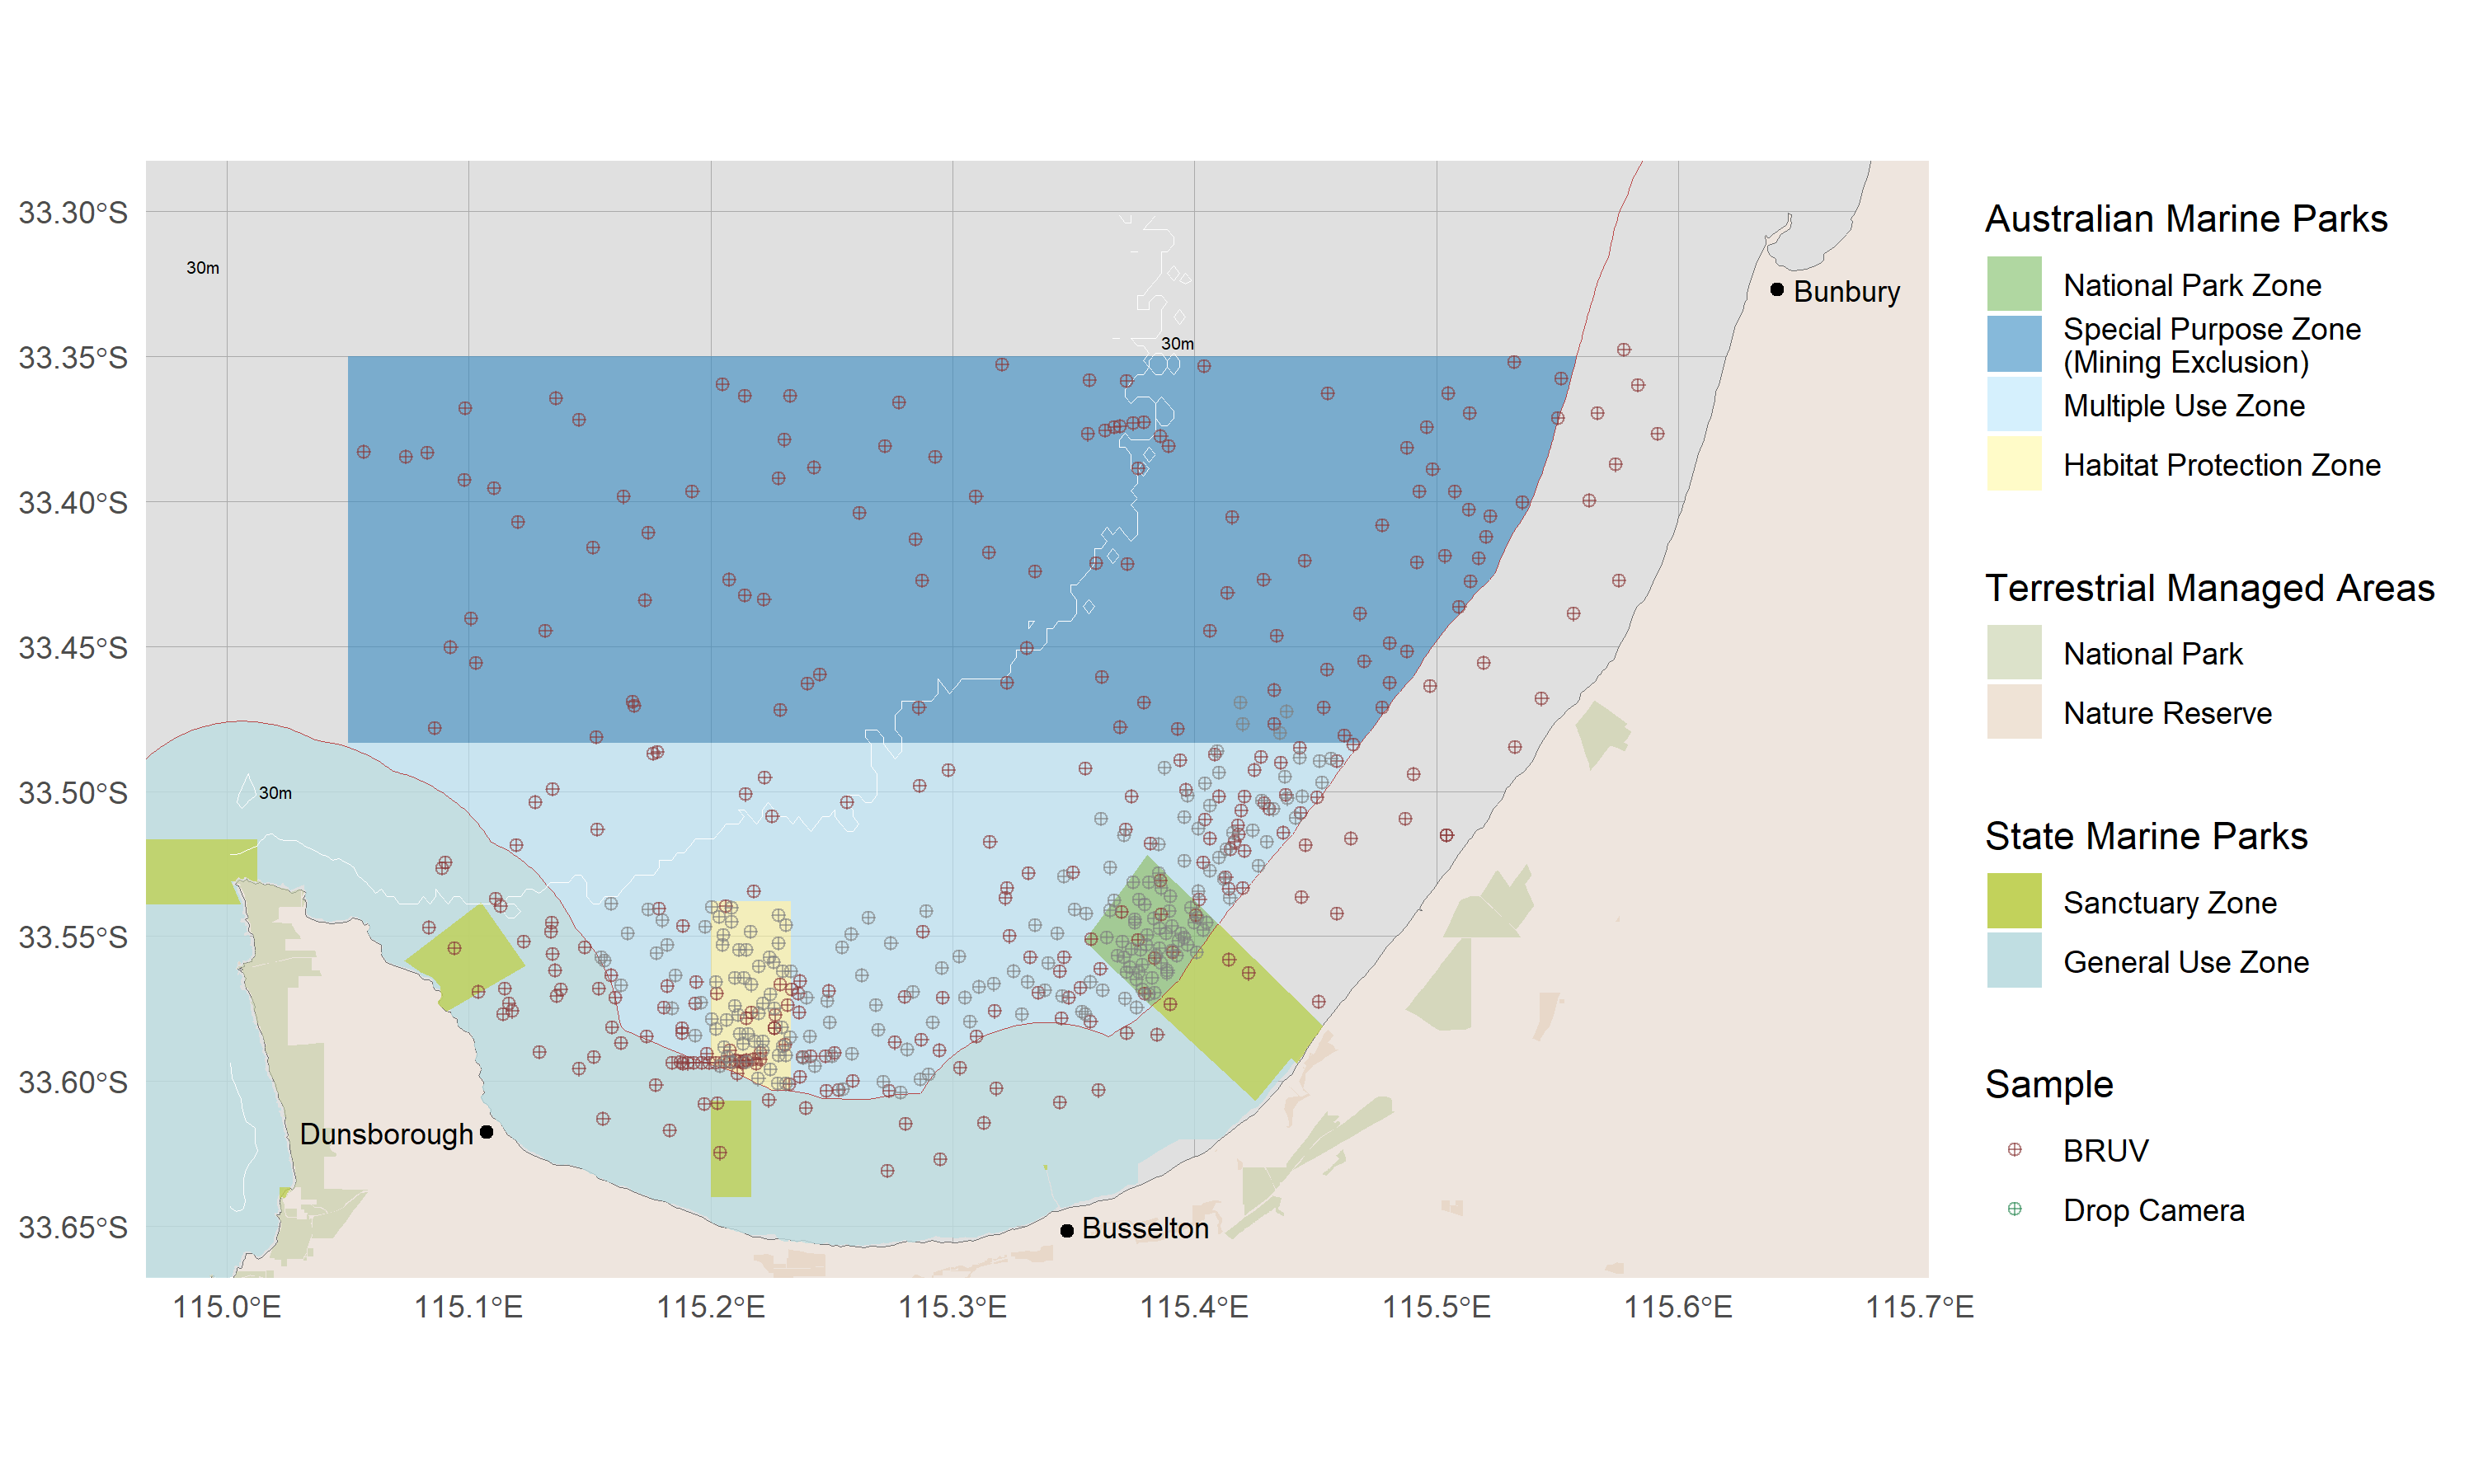 33.30°S
33.35°S
33.40°S
33.45°S
33.50°S
33.55°S
33.60°S
33.65°S
115.0°E
115.1°E
115.2°E
115.3°E
115.4°E
115.5°E
115.6°E
115.7°E
30m
30m
30m
Bunbury
Dunsborough
Busselton
Australian Marine Parks
National Park Zone
Special Purpose Zone
(Mining Exclusion)
Multiple Use Zone
Habitat Protection Zone
Terrestrial Managed Areas
National Park
Nature Reserve
State Marine Parks
Sanctuary Zone
General Use Zone
Sample
BRUV
Drop Camera